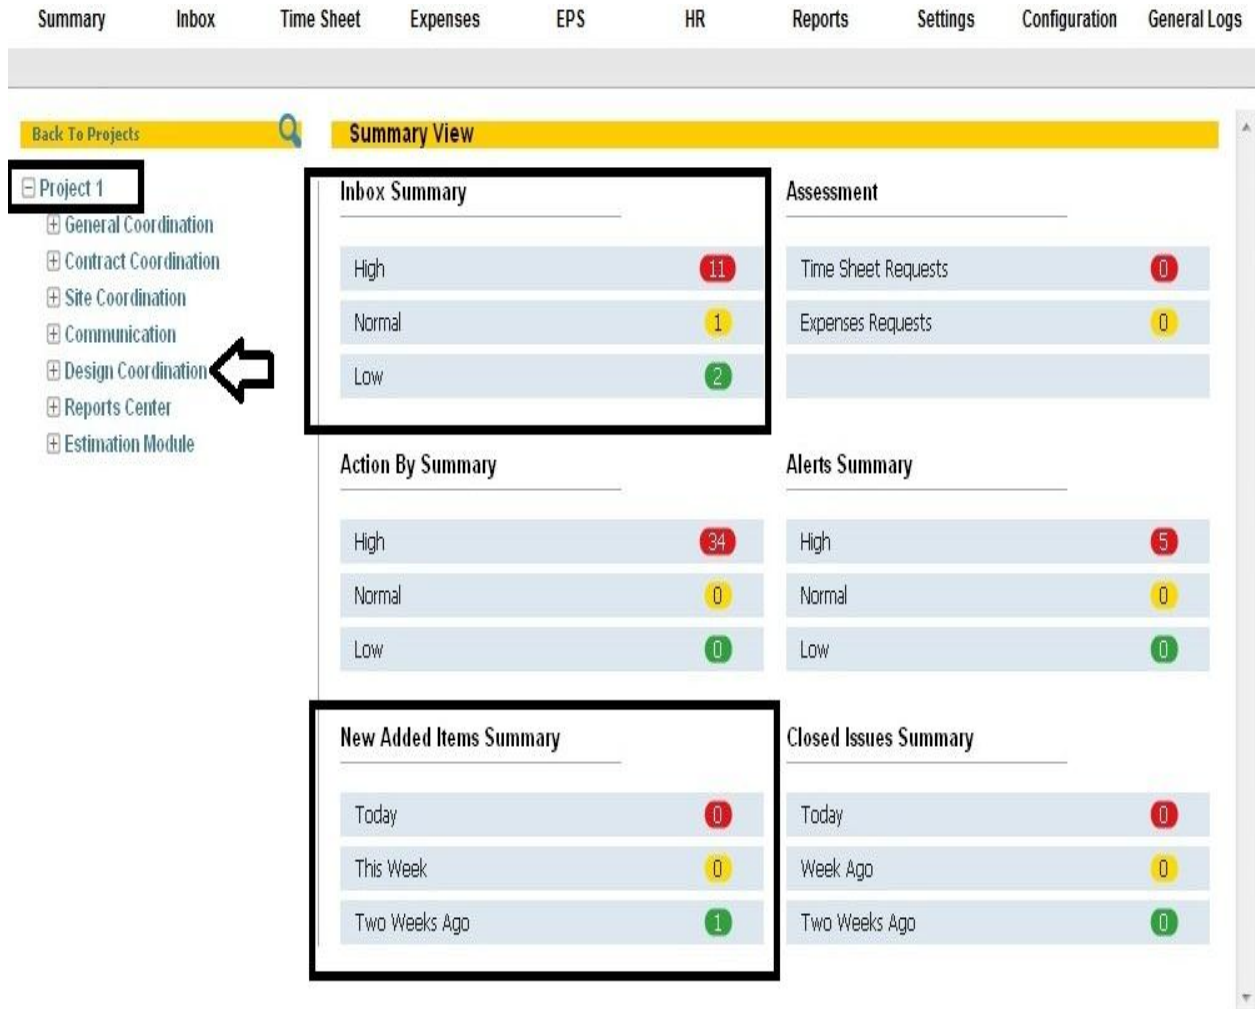 Summary Inbox Time Sheet Expenses EPS HR Reports Settings Configuration General Logs
Back To Projects
Project 1
General Coordination
Contract Coordination
Site Coordination
Communication
Design Coordination
Reports Center
Estimation Module
Summary View
Inbox Summary
High 11
Normal 1
Low 2
Assessment
Time Sheet Requests 0
Expenses Requests 0
Action By Summary
High 34
Normal 0
Low 0
Alerts Summary
High 5
Normal 0
Low 0
New Added Items Summary
Today 0
This Week 0
Two Weeks Ago 1
Closed Issues Summary
Today 0
Week Ago 0
Two Weeks Ago 0